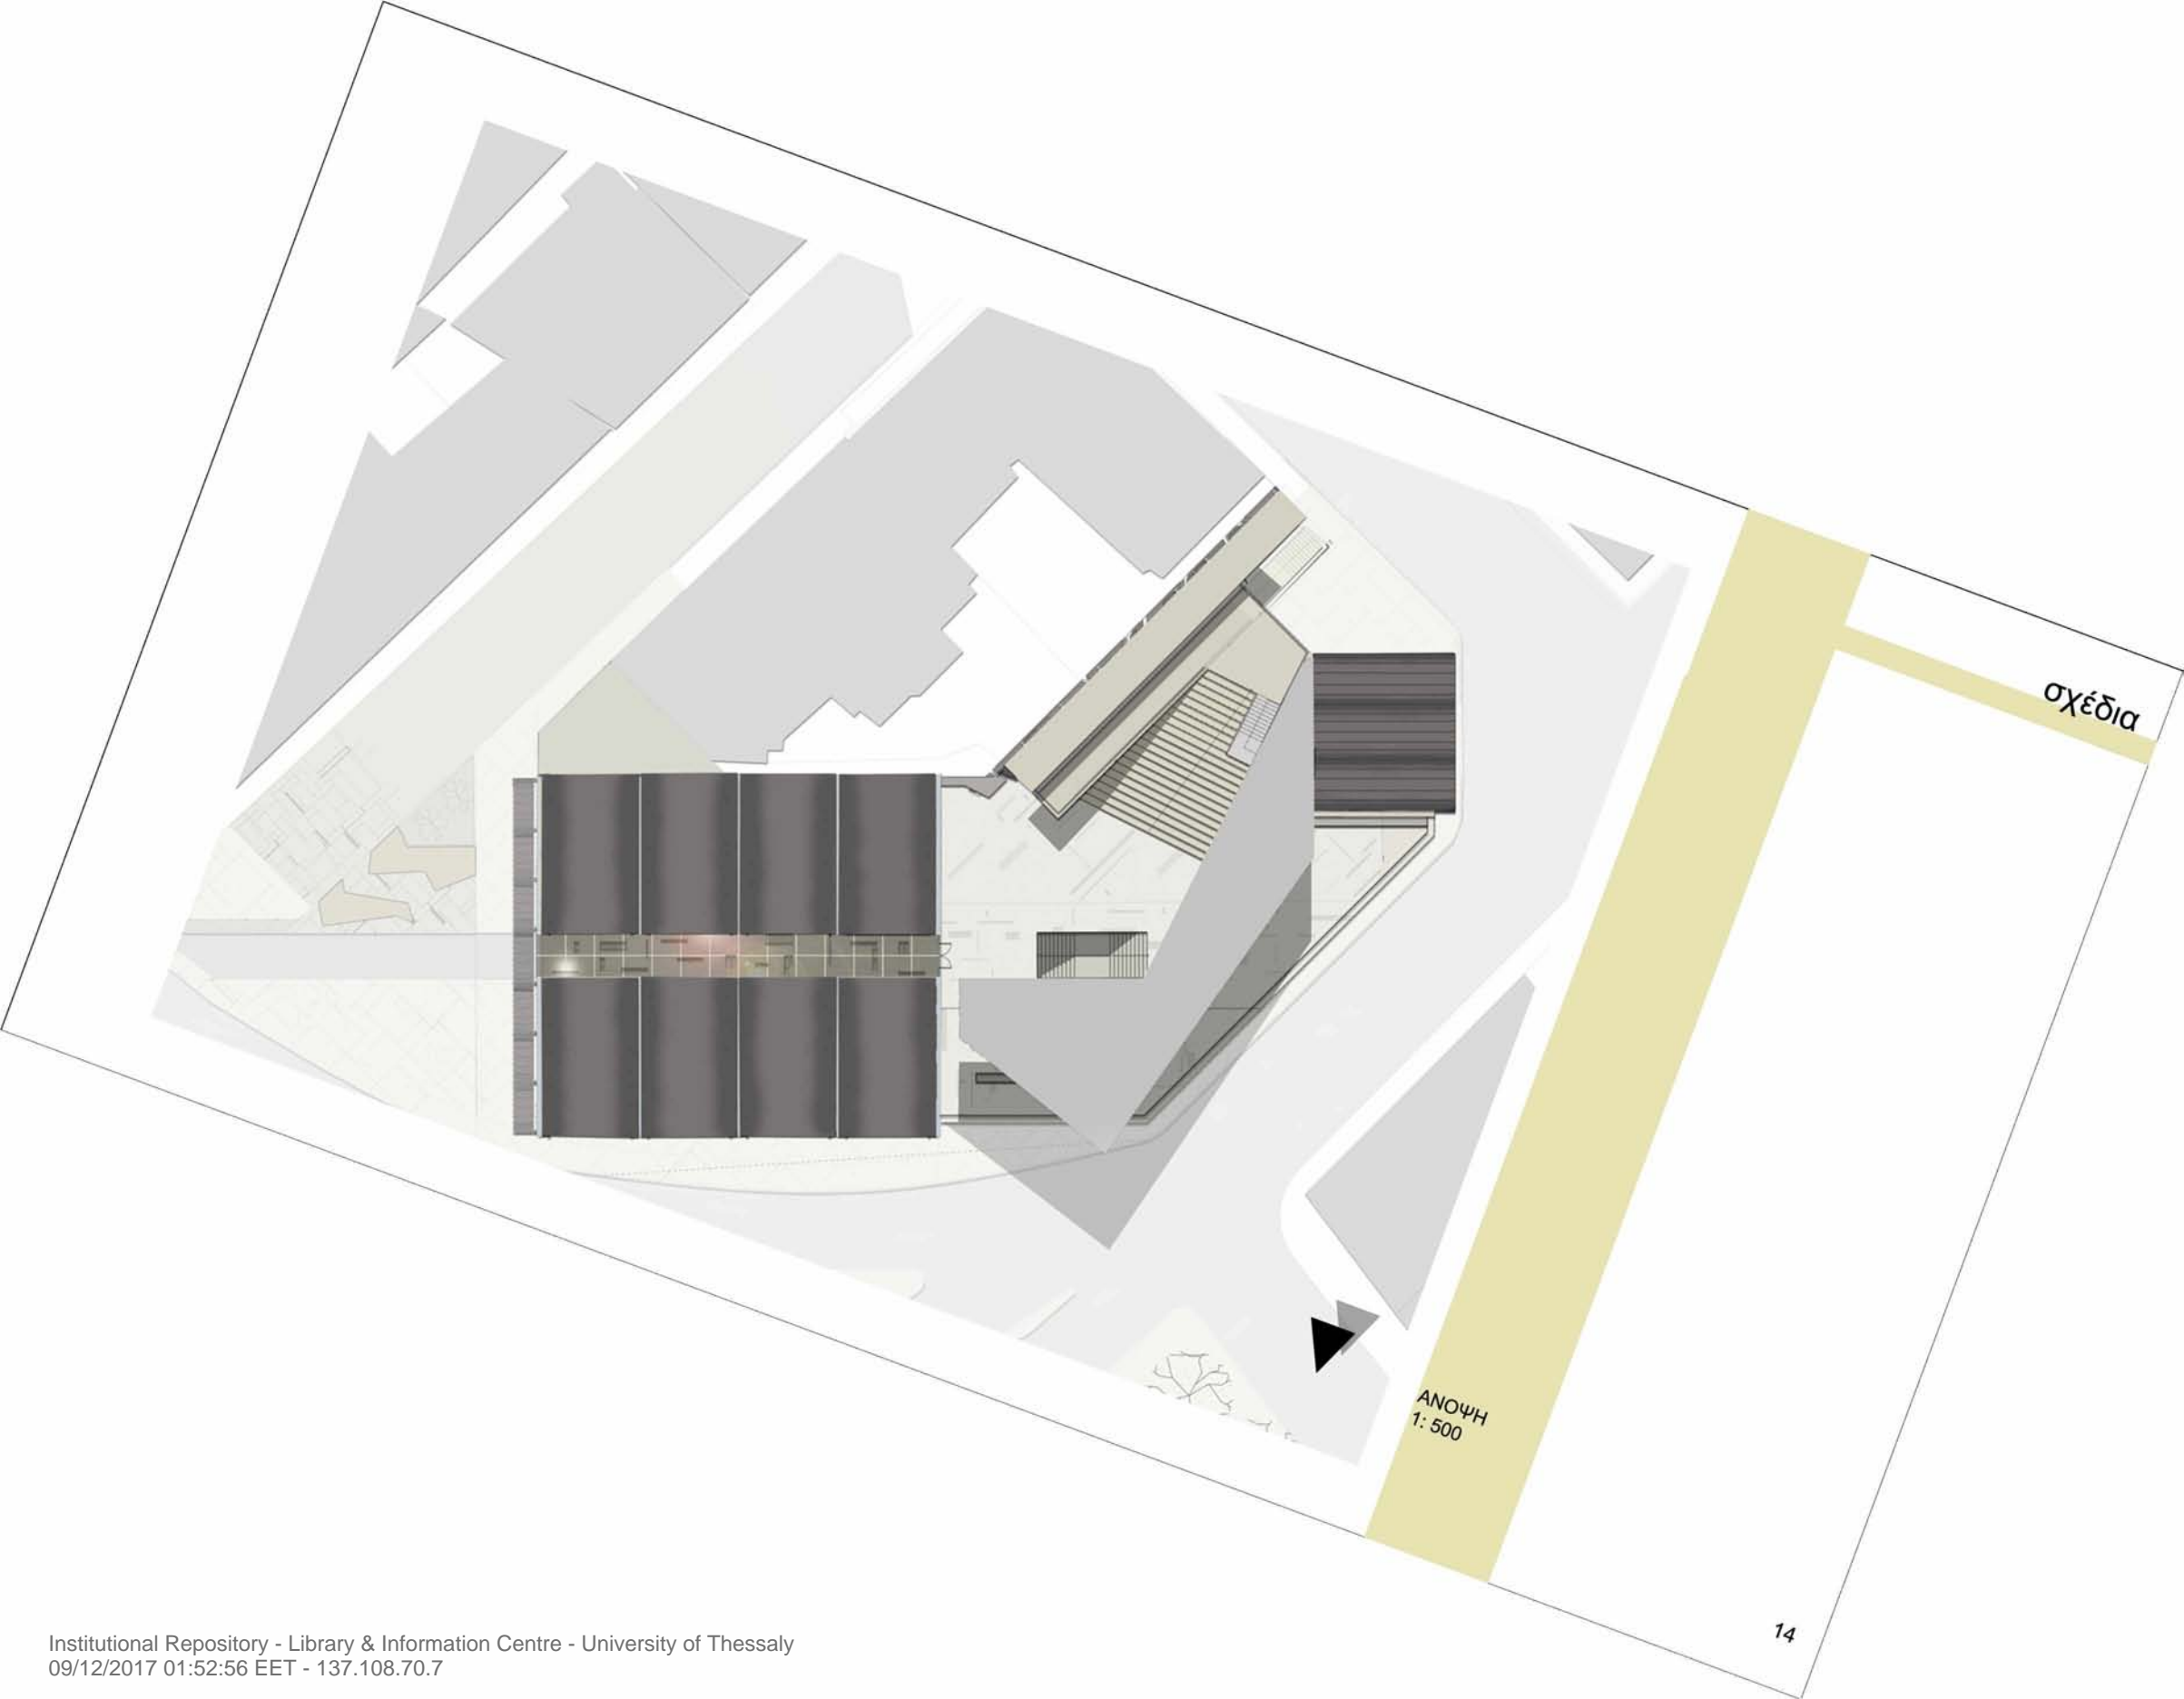 σχέδια
ΑΝΟΨΗ
1: 500
14
Institutional Repository - Library & Information Centre - University of Thessaly
09/12/2017 01:52:56 EET - 137.108.70.7